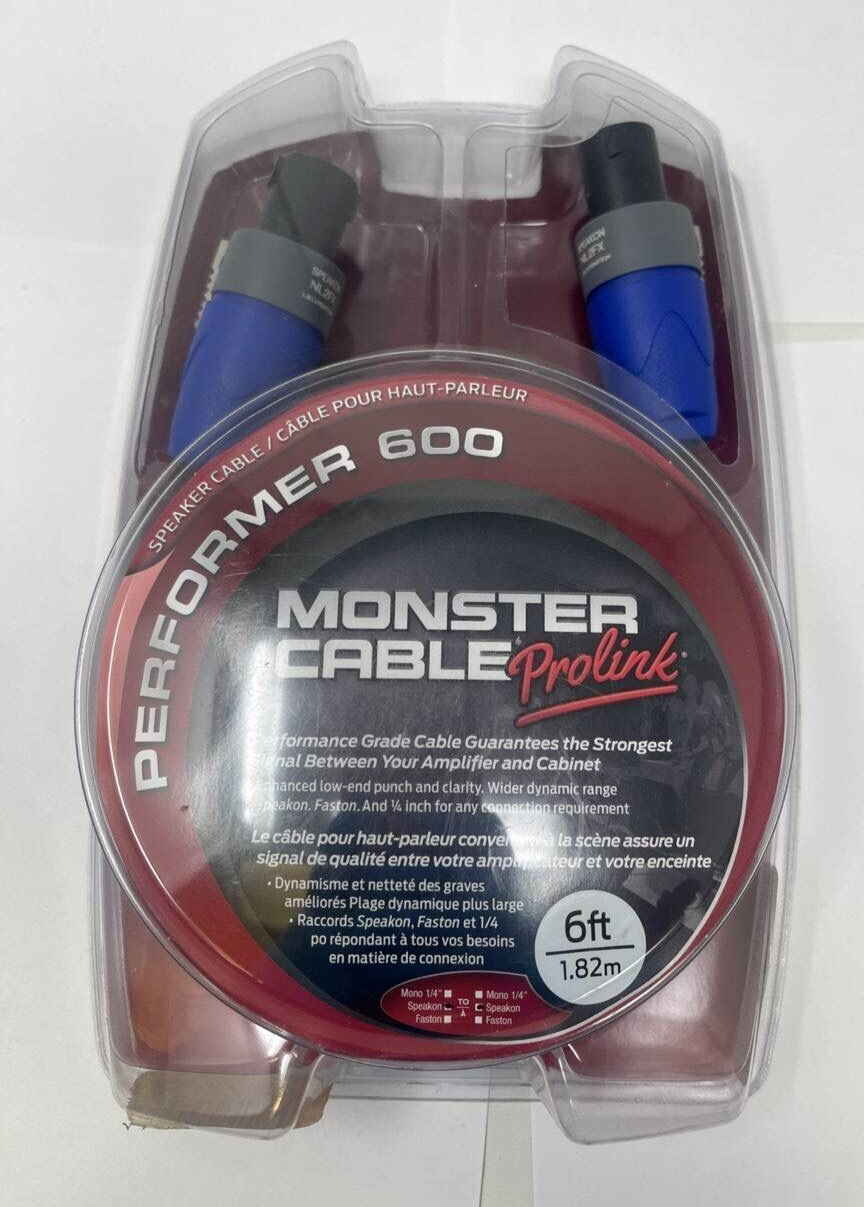 SPEAKON
NL2FX
SPEAKON
NL2FX
SPEAKER CABLE / CÂBLE POUR HAUT-PARLEUR
PERFORMER 600
MONSTER
CABLE® Prolink®
Performance Grade Cable Guarantees the Strongest
Signal Between Your Amplifier and Cabinet
Enhanced low-end punch and clarity. Wider dynamic range
Speakon. Faston. And ¼ inch for any connection requirement
Le câble pour haut-parleur convenant à la scène assure un
signal de qualité entre votre amplificateur et votre enceinte
• Dynamisme et netteté des graves
améliorés Plage dynamique plus large
• Raccords Speakon, Faston et 1/4
po répondant à tous vos besoins
en matière de connexion
6ft
1.82m
Mono 1/4" TO Mono 1/4"
Speakon A Speakon
Faston Faston